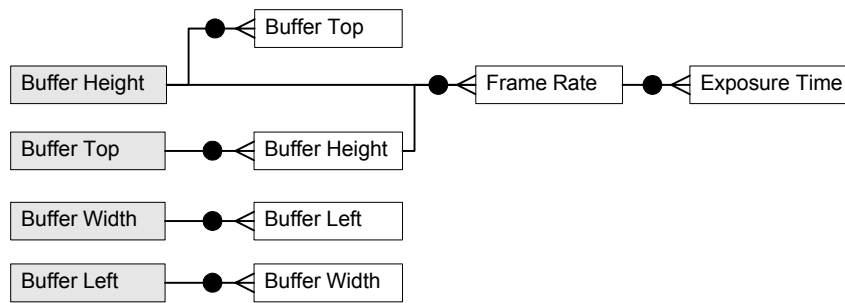 Buffer Top
Buffer Height
Frame Rate
Exposure Time
Buffer Top
Buffer Height
Buffer Width
Buffer Left
Buffer Left
Buffer Width